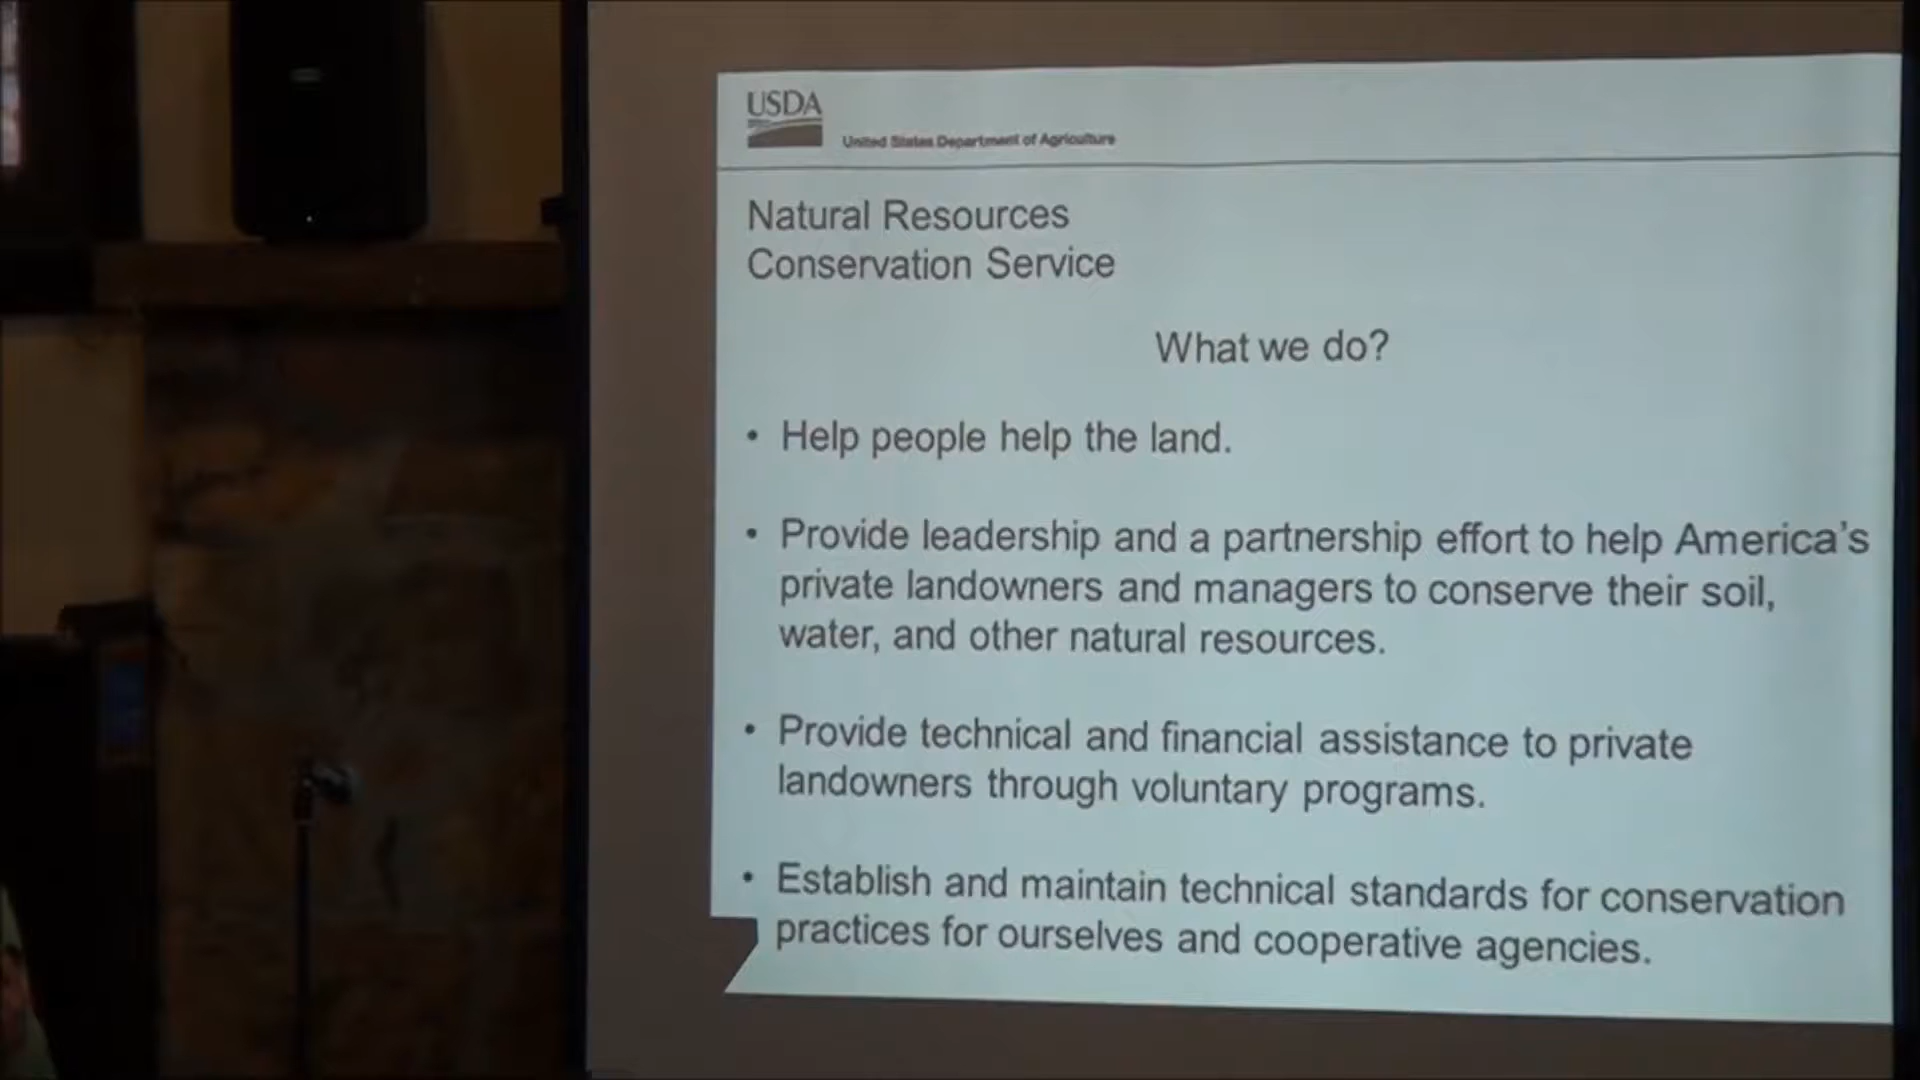 USDA
United States Department of Agriculture
Natural Resources
Conservation Service
What we do?
• Help people help the land.
• Provide leadership and a partnership effort to help America's
private landowners and managers to conserve their soil,
water, and other natural resources.
• Provide technical and financial assistance to private
landowners through voluntary programs.
• Establish and maintain technical standards for conservation
practices for ourselves and cooperative agencies.